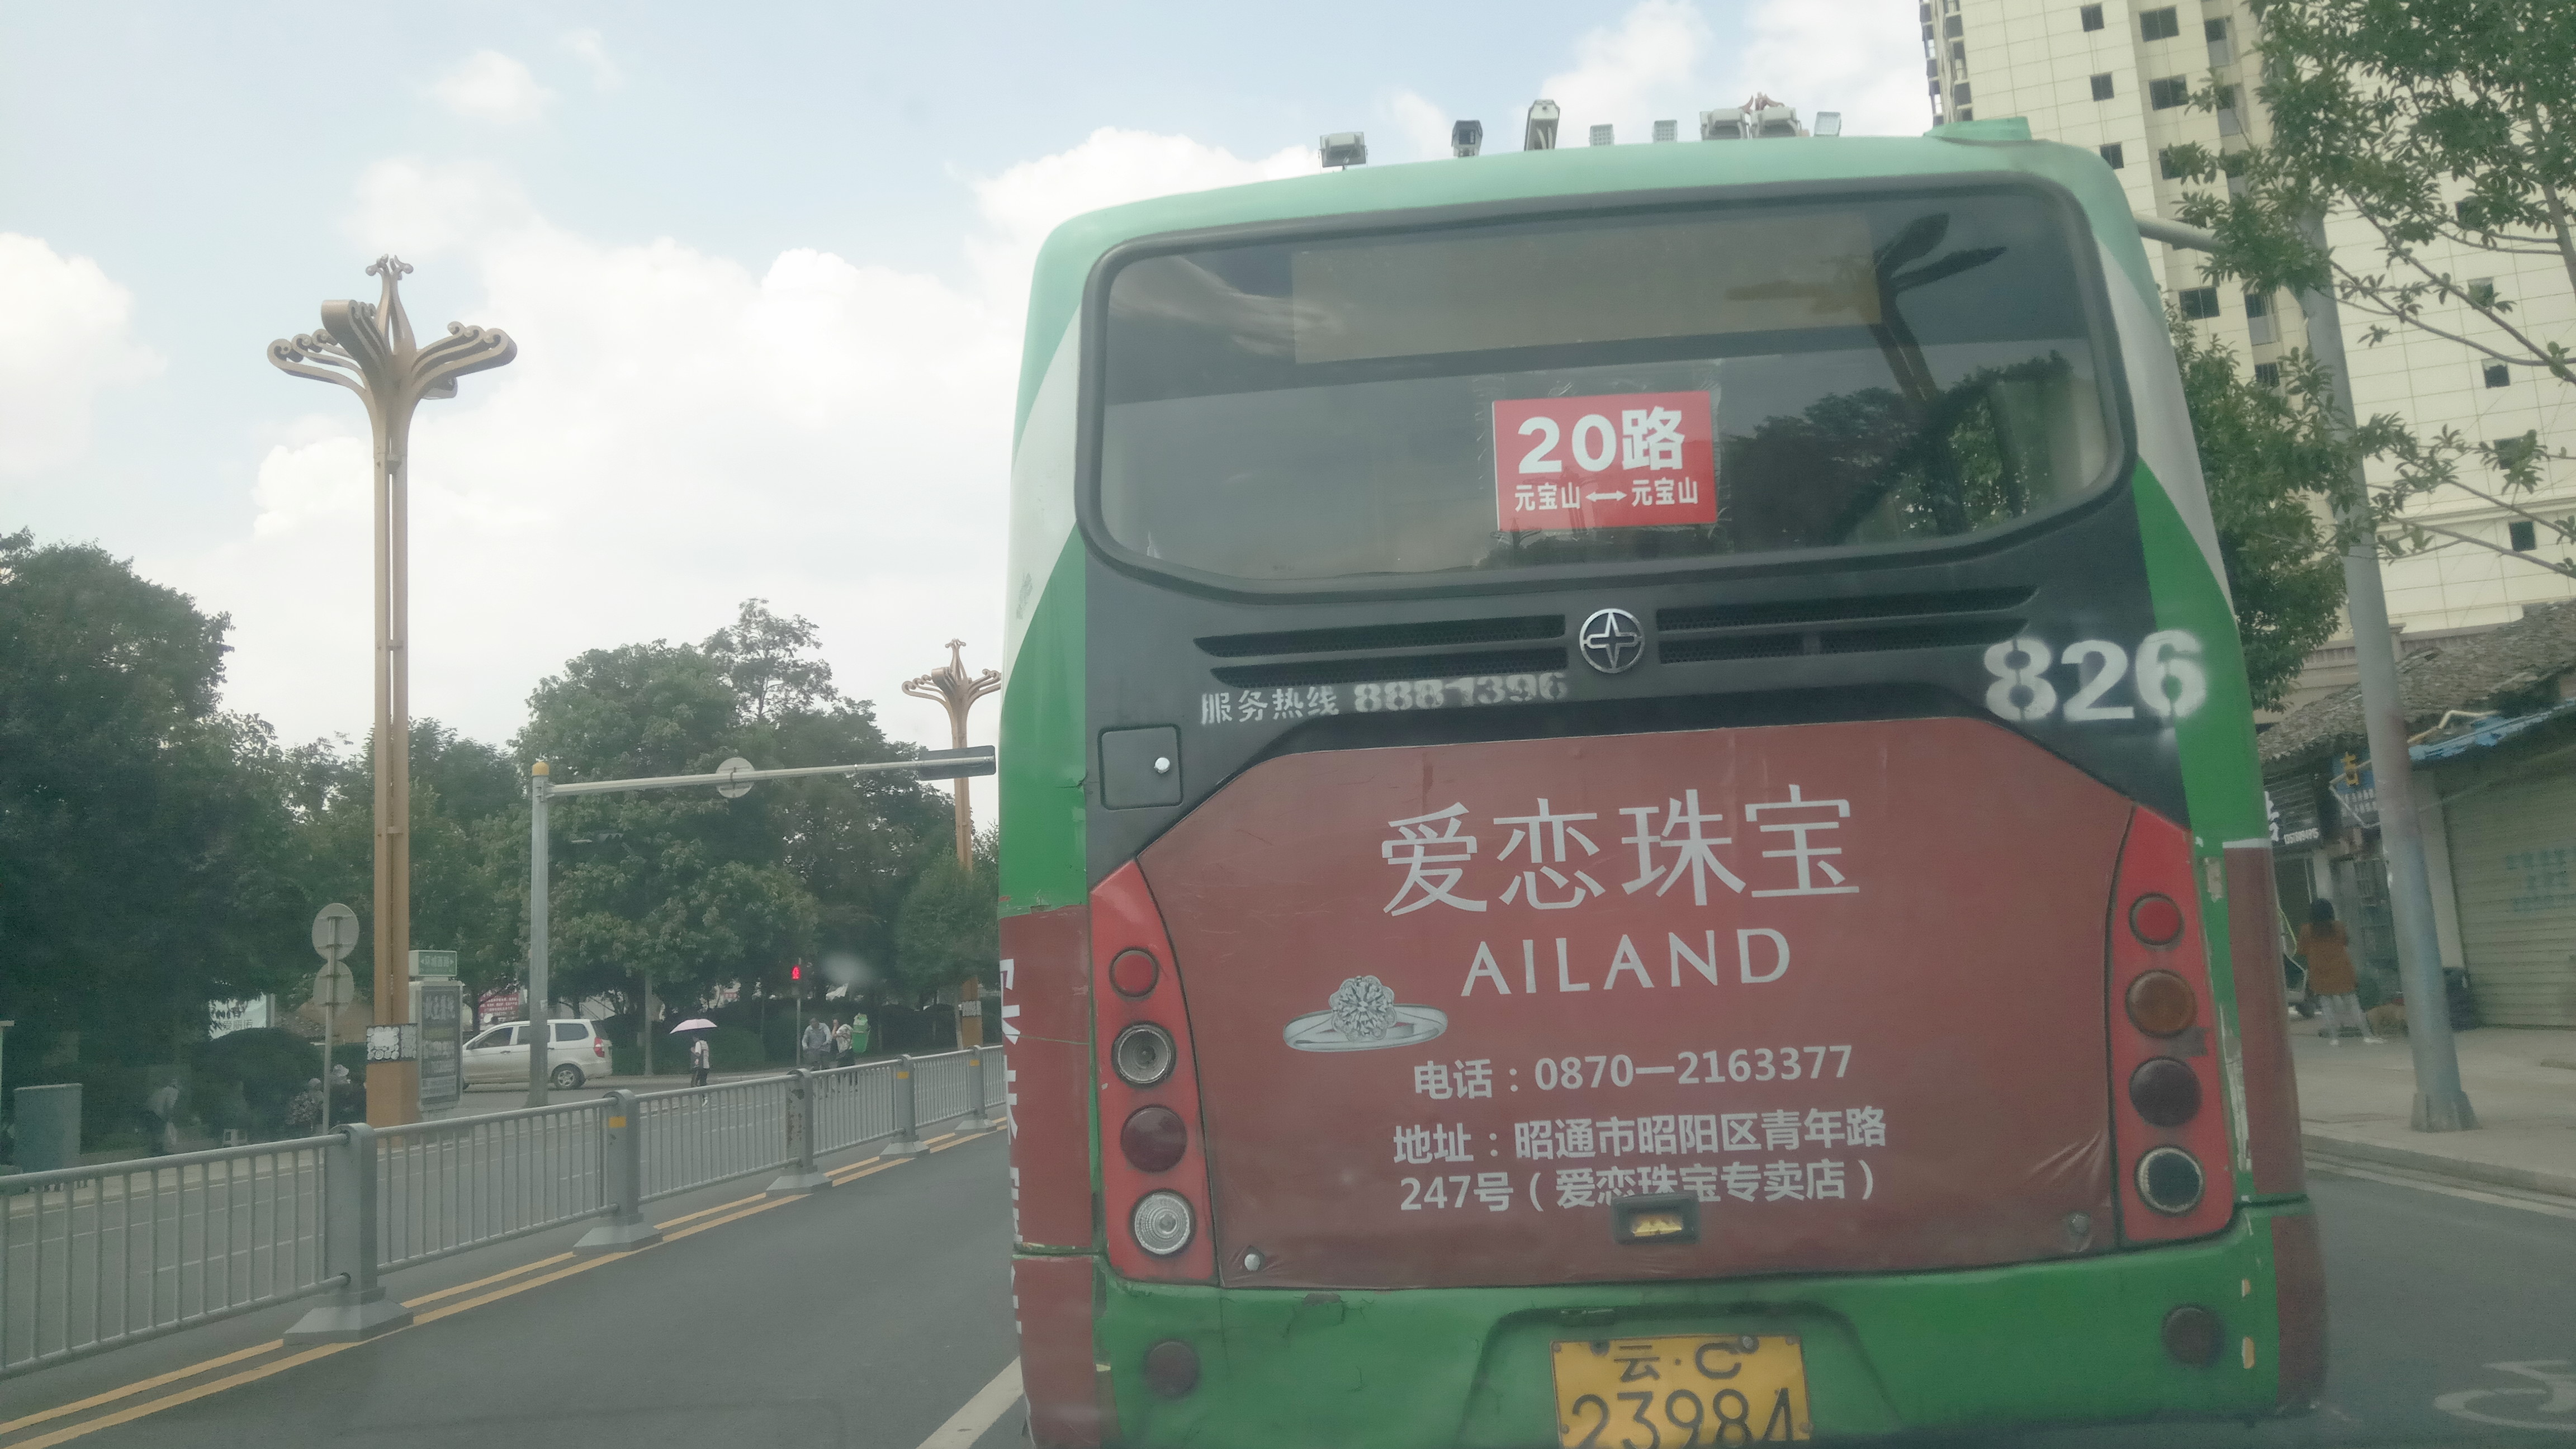 20路
元宝山←→元宝山
826
服务热线 8881396
爱恋珠宝
AILAND
电话：0870—2163377
地址：昭通市昭阳区青年路
247号（爱恋珠宝专卖店）
云·C
23984